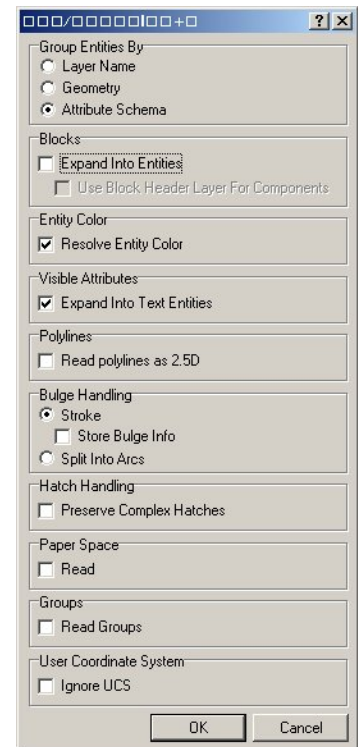 Group Entities By
Layer Name
Geometry
Attribute Schema
Blocks
Expand Into Entities
Use Block Header Layer For Components
Entity Color
Resolve Entity Color
Visible Attributes
Expand Into Text Entities
Polylines
Read polylines as 2.5D
Bulge Handling
Stroke
Store Bulge Info
Split Into Arcs
Hatch Handling
Preserve Complex Hatches
Paper Space
Read
Groups
Read Groups
User Coordinate System
Ignore UCS
OK Cancel